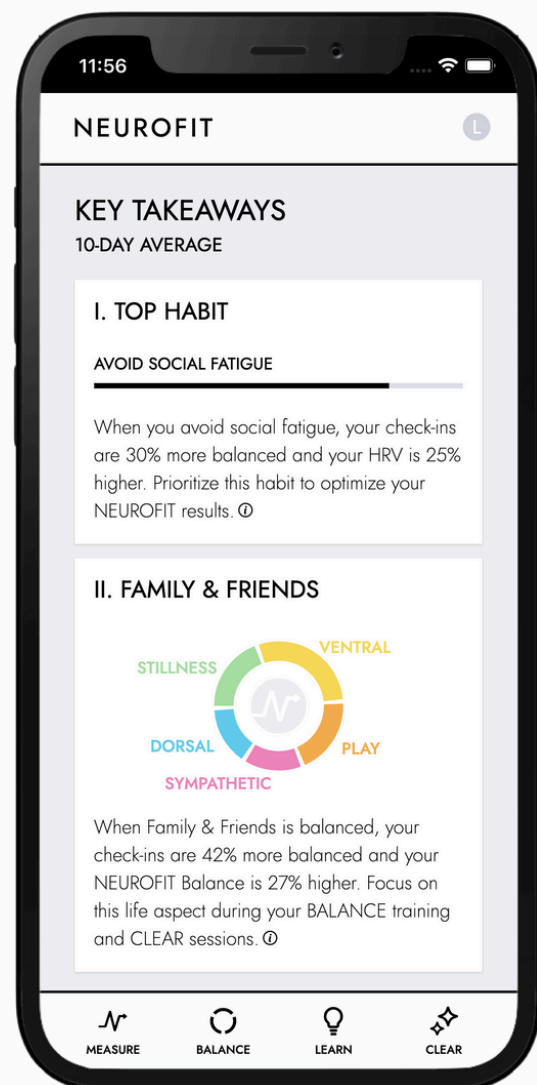 11:56
NEUROFIT
L
KEY TAKEAWAYS
10-DAY AVERAGE
I. TOP HABIT
AVOID SOCIAL FATIGUE
When you avoid social fatigue, your check-ins
are 30% more balanced and your HRV is 25%
higher. Prioritize this habit to optimize your
NEUROFIT results. i
II. FAMILY & FRIENDS
VENTRAL
STILLNESS
DORSAL
PLAY
SYMPATHETIC
When Family & Friends is balanced, your
check-ins are 42% more balanced and your
NEUROFIT Balance is 27% higher. Focus on
this life aspect during your BALANCE training
and CLEAR sessions. i
MEASURE
BALANCE
LEARN
CLEAR